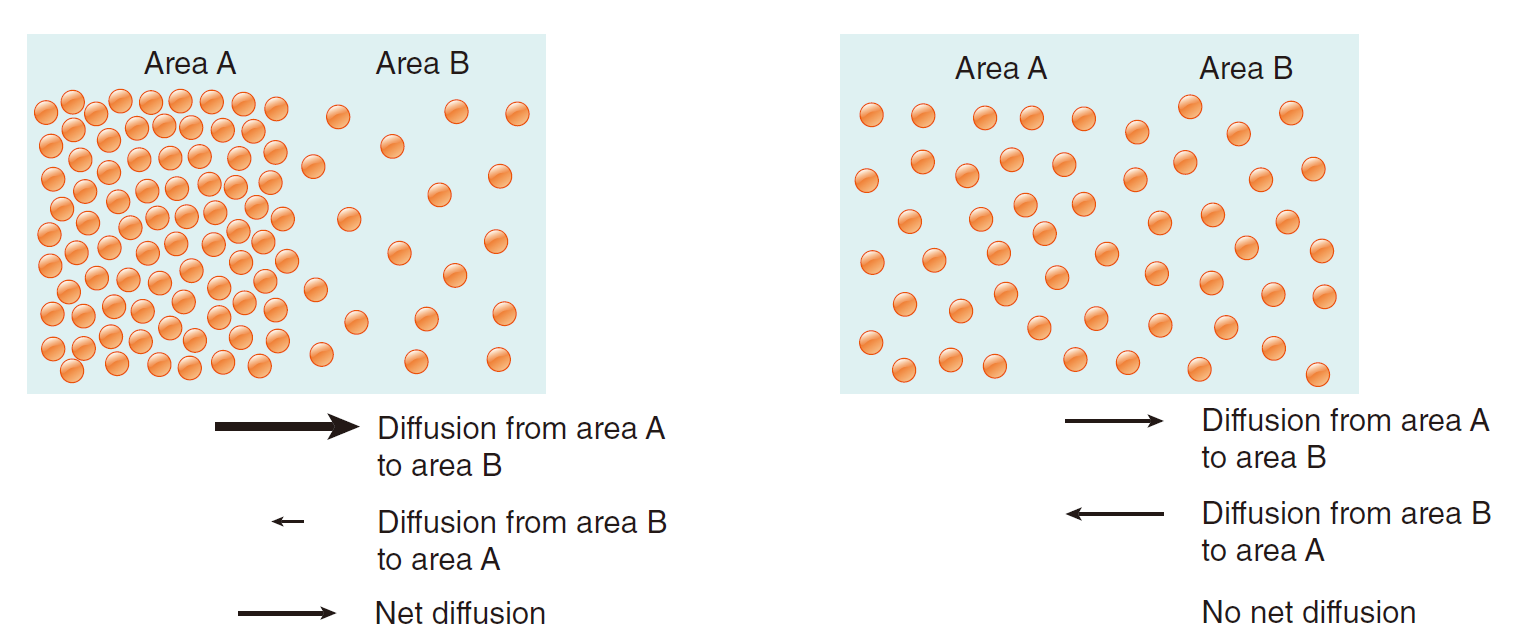 Area A
Area B
Diffusion from area A
to area B
Diffusion from area B
to area A
Net diffusion
Area A
Area B
Diffusion from area A
to area B
Diffusion from area B
to area A
No net diffusion